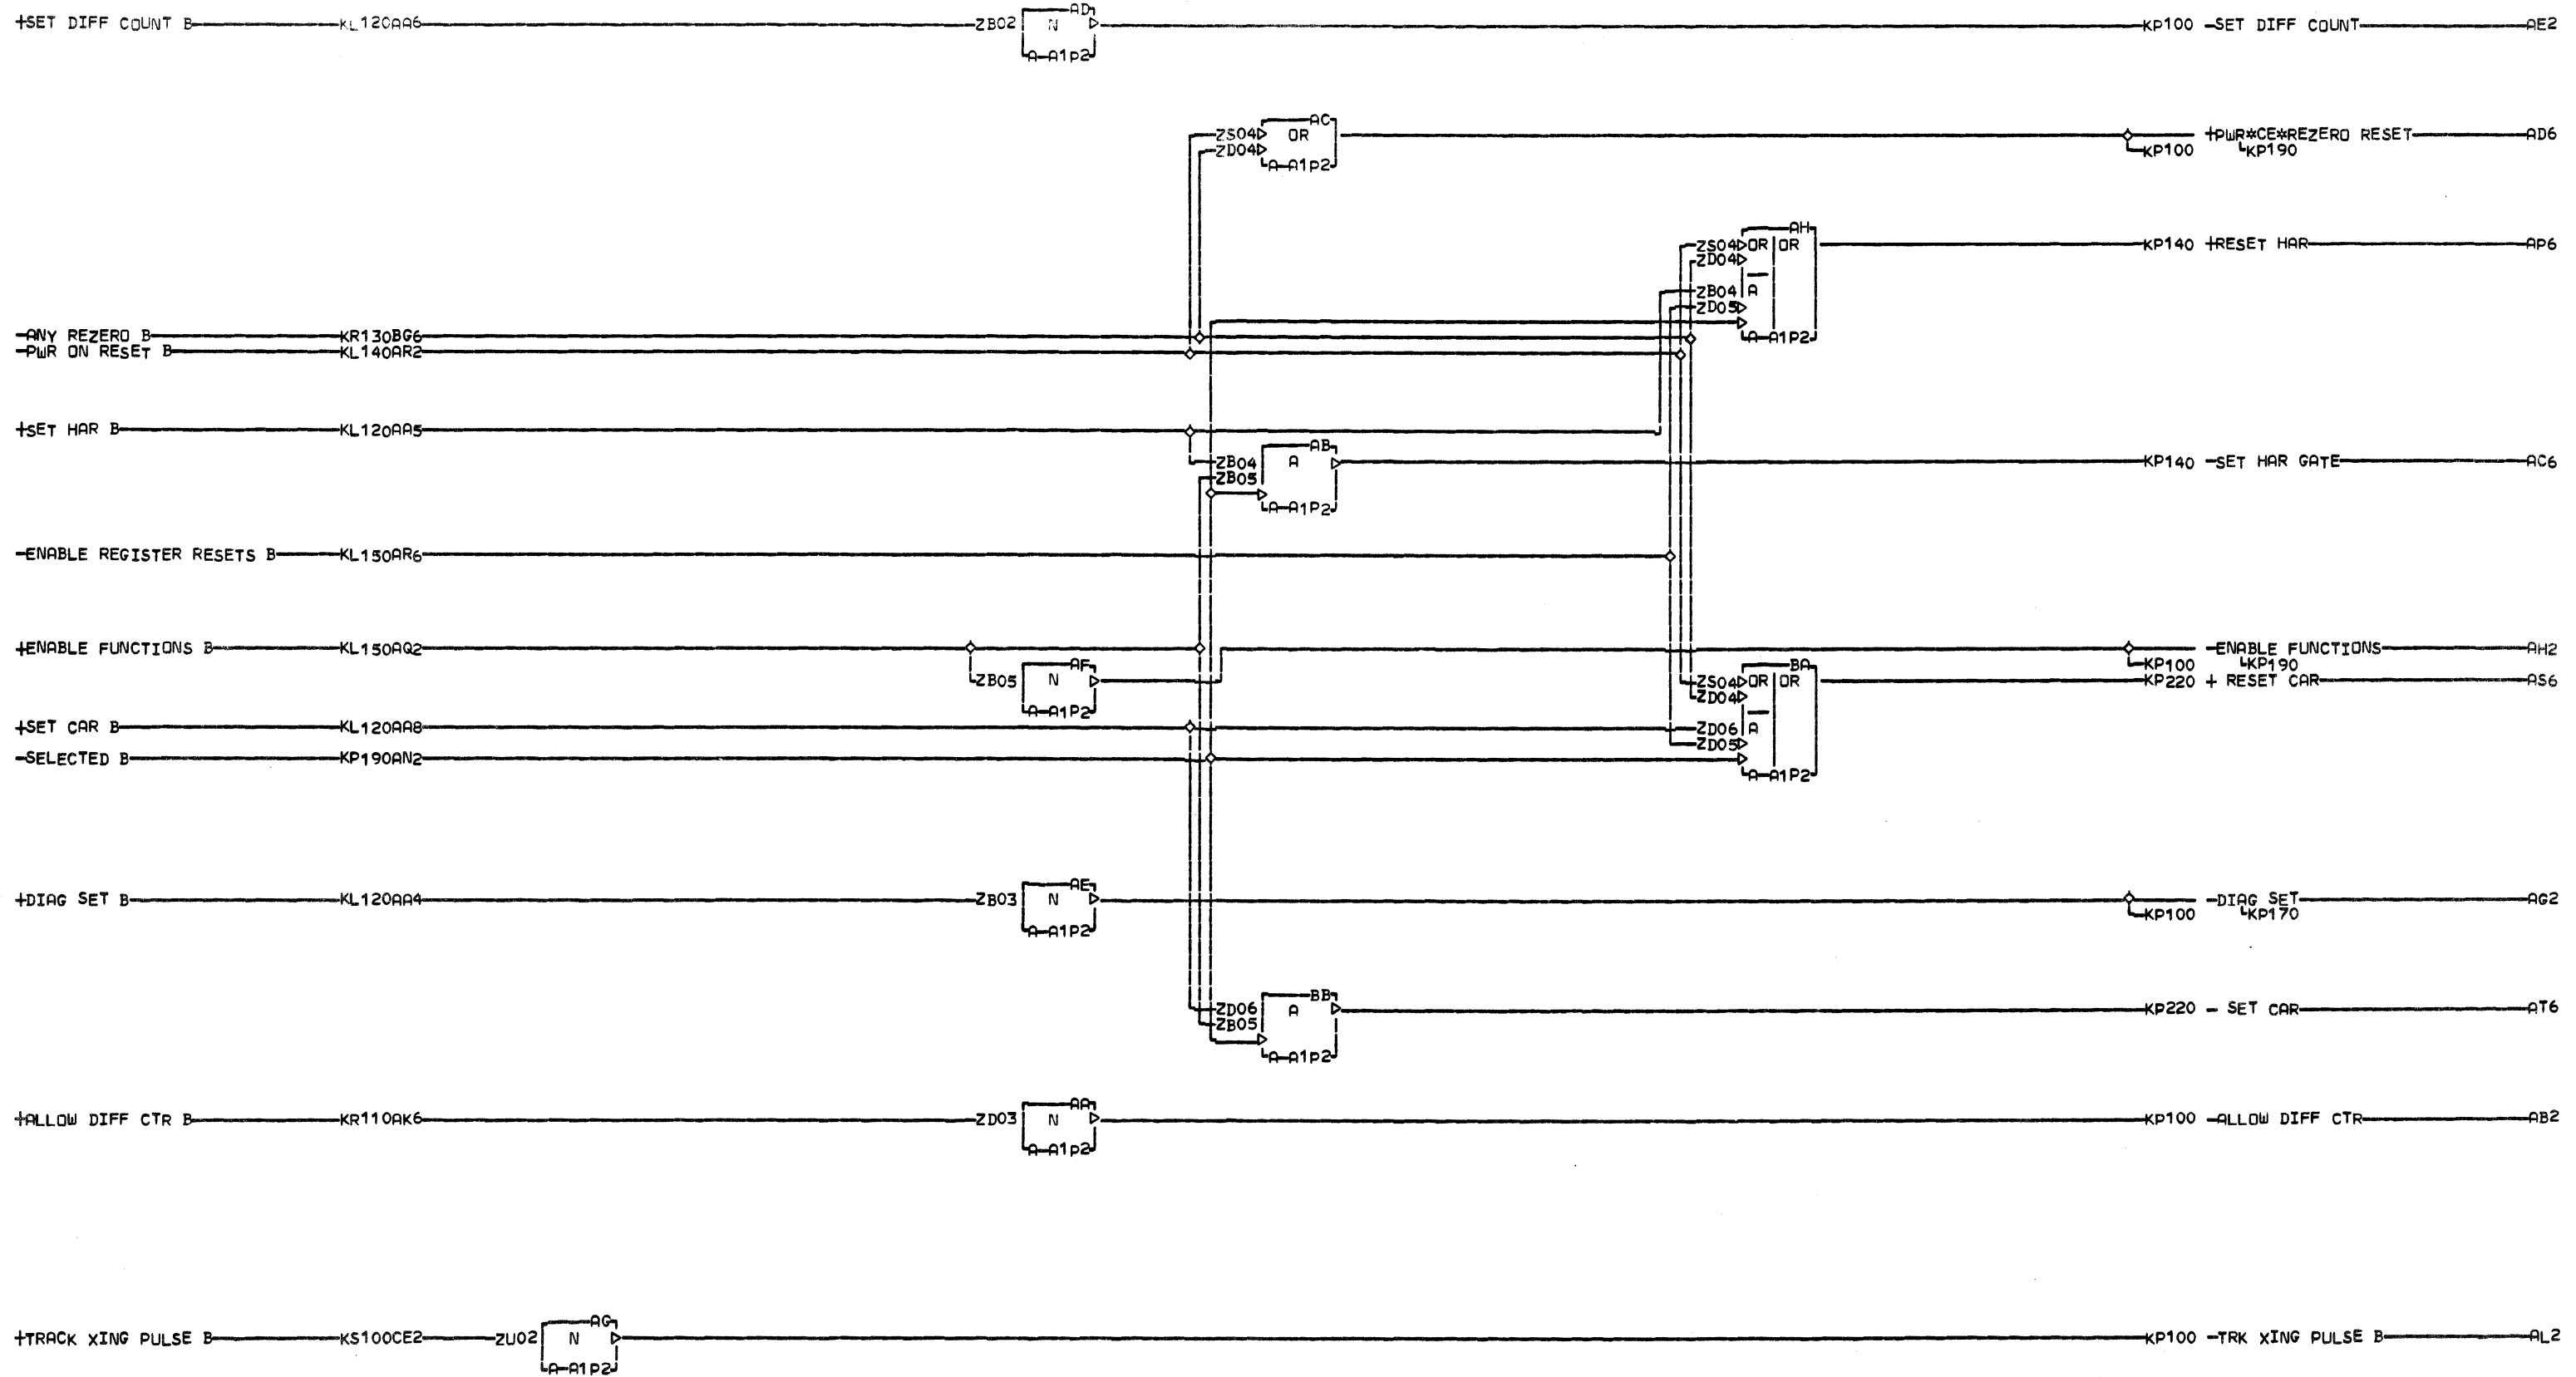 +SET DIFF COUNT B KL120AA6 ZB02 AD N A-A1P2 KP100 -SET DIFF COUNT AE2
ZS04 AC OR +PWR*CE*REZERO RESET AD6
ZD04 KP100 KP190
A-A1P2
AH
ZS04 OR OR KP140 +RESET HAR AP6
ZD04
ZB04 A
ZD05
-ANY REZERO B KR130BG6 A-A1P2
-PWR ON RESET B KL140AR2
+SET HAR B KL120AA5
AB
ZB04 A KP140 -SET HAR GATE AC6
ZB05
A-A1P2
-ENABLE REGISTER RESETS B KL150AR6
+ENABLE FUNCTIONS B KL150AQ2 -ENABLE FUNCTIONS AH2
AF BA KP100 KP190
ZB05 N ZS04 OR OR KP220 + RESET CAR AS6
ZD04
A-A1P2
+SET CAR B KL120AA8 ZD06 A
ZD05
-SELECTED B KP190AN2
A-A1P2
AE
+DIAG SET B KL120AA4 ZB03 N -DIAG SET AG2
KP100 KP170
A-A1P2
BB
ZD06 A KP220 - SET CAR AT6
ZB05
A-A1P2
AA
+ALLOW DIFF CTR B KR110AK6 ZD03 N KP100 -ALLOW DIFF CTR AB2
A-A1P2
AG
+TRACK XING PULSE B KS100CE2 ZU02 N KP100 -TRK XING PULSE B AL2
A-A1P2